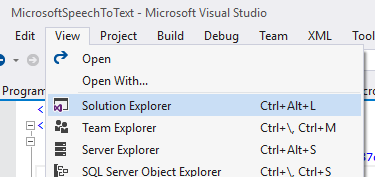 MicrosoftSpeechToText - Microsoft Visual Studio
Edit View Project Build Debug Team XML Tool
Open
Open With...
Solution Explorer Ctrl+Alt+L
Team Explorer Ctrl+\, Ctrl+M
Server Explorer Ctrl+Alt+S
SQL Server Object Explorer Ctrl+\, Ctrl+S
Program